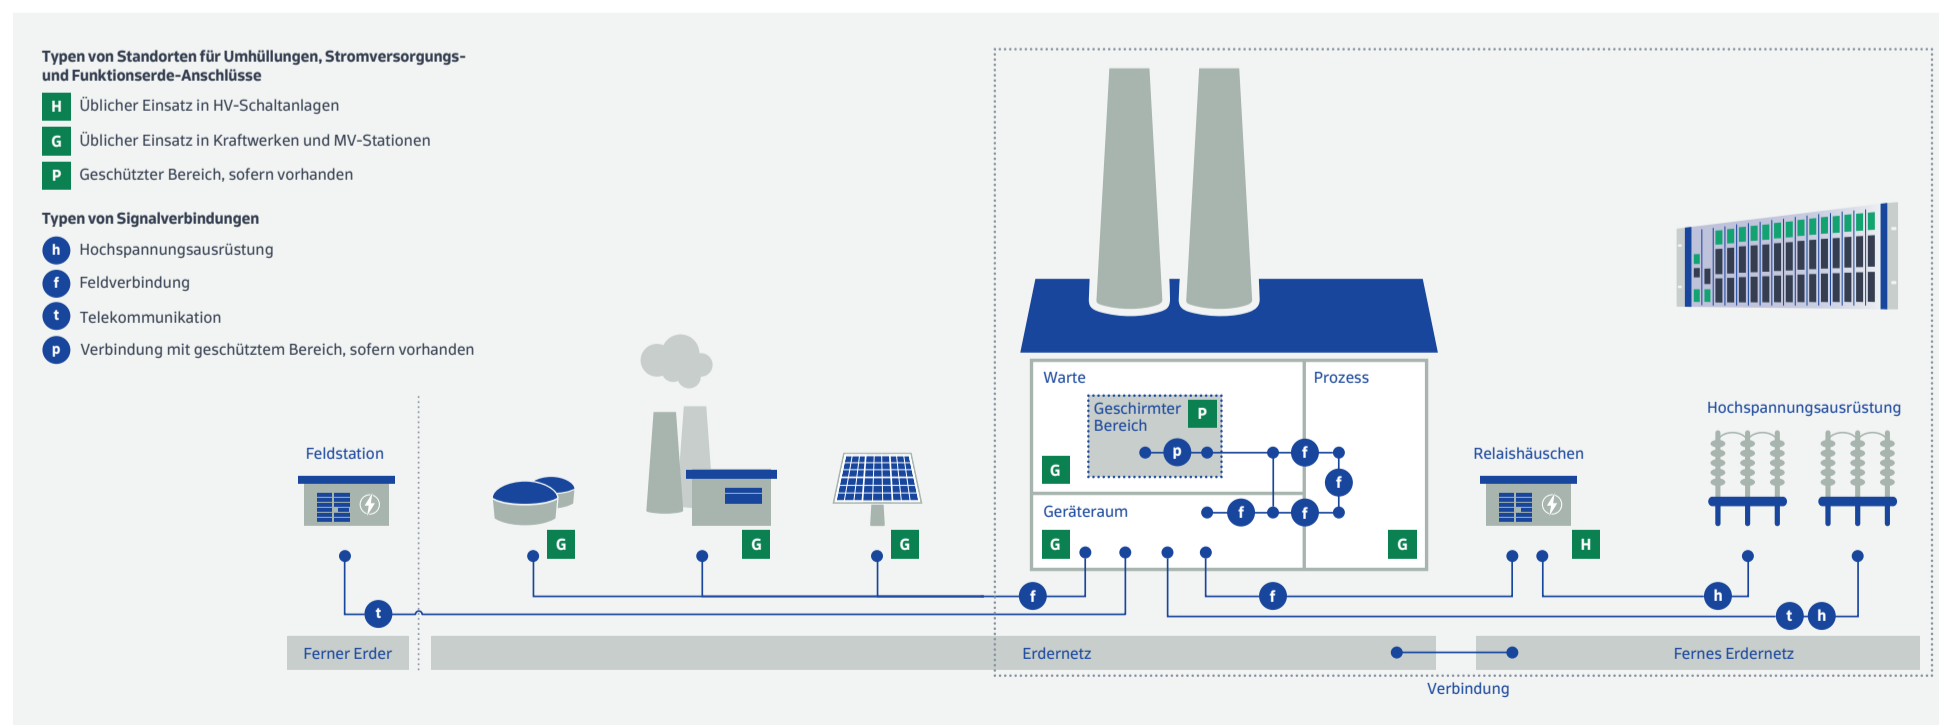 Typen von Standorten für Umhüllungen, Stromversorgungs-
und Funktionserde-Anschlüsse
H Üblicher Einsatz in HV-Schaltanlagen
G Üblicher Einsatz in Kraftwerken und MV-Stationen
P Geschützter Bereich, sofern vorhanden
Typen von Signalverbindungen
h Hochspannungsausrüstung
f Feldverbindung
t Telekommunikation
p Verbindung mit geschütztem Bereich, sofern vorhanden
Feldstation
G
G
G
Warte
Prozess
Geschirmter P
Bereich
p
f
G
f
Geräteraum
f
f
G
G
Relaishäuschen
H
Hochspannungsausrüstung
t
f
f
h
t
h
Ferner Erder
Erdernetz
Fernes Erdernetz
Verbindung